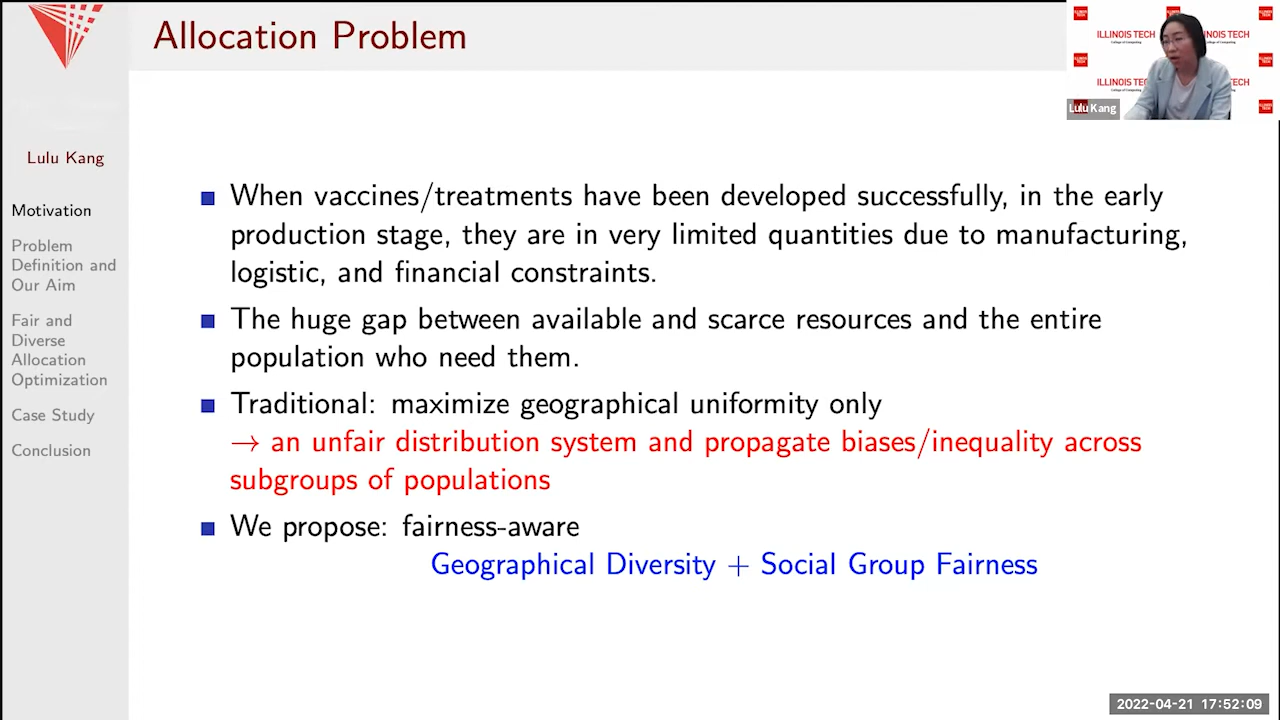 Allocation Problem
Lulu Kang
Motivation
Problem
Definition and
Our Aim
Fair and
Diverse
Allocation
Optimization
Case Study
Conclusion
When vaccines/treatments have been developed successfully, in the early
production stage, they are in very limited quantities due to manufacturing,
logistic, and financial constraints.
The huge gap between available and scarce resources and the entire
population who need them.
Traditional: maximize geographical uniformity only
→ an unfair distribution system and propagate biases/inequality across
subgroups of populations
We propose: fairness-aware
Geographical Diversity + Social Group Fairness
ILLINOIS TECH
College of Computing
Lulu Kang
2022-04-21 17:52:09